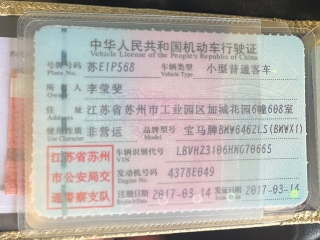 中华人民共和国机动车行驶证
Vehicle License of the People's Republic of China
号牌号码 苏E1P568 车辆类型 小型普通客车
Plate No. Vehicle Type
所有人 李莹斐
Owner
住址 江苏省苏州市工业园区加城花园6幢608室
Address
使用性质 非营运 品牌型号 宝马牌BMW6462LS(BMWX1)
Use Character Model
江苏省苏州市公安局交通警察支队
车辆识别代号 LBVHZ3106HKG70665
VIN
发动机号码 4378E049
Engine No.
注册日期 2017-03-14 发证日期 2017-03-14
Register Date Issue Date